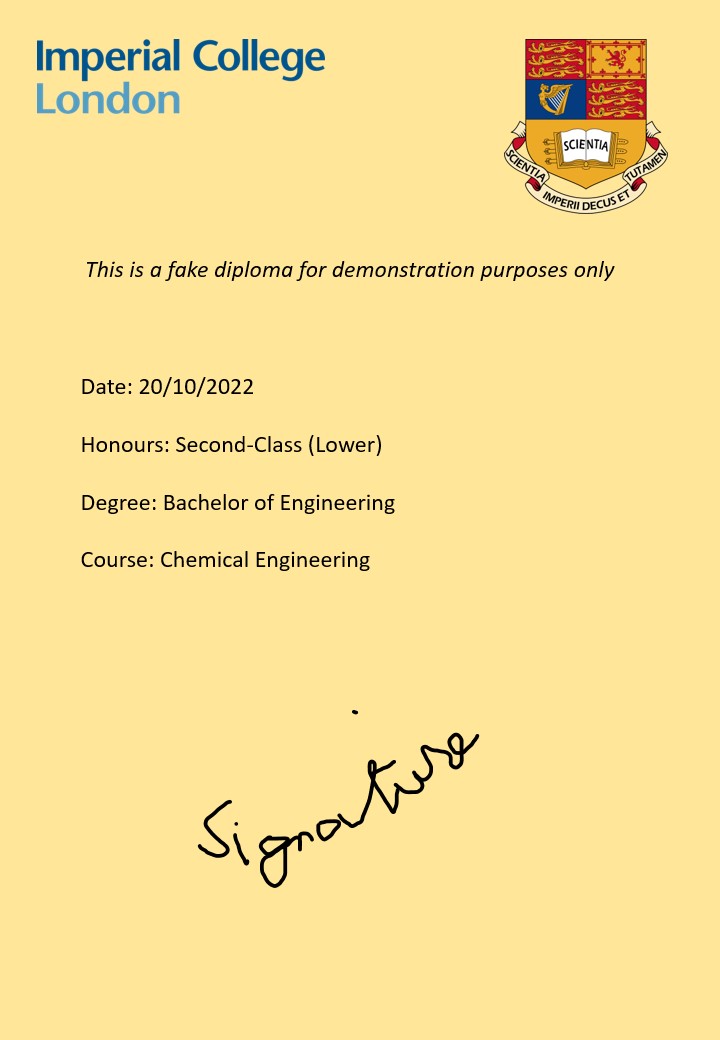 Imperial College
London
SCIENTIA
SCIENTIA IMPERII DECUS ET TUTAMEN
This is a fake diploma for demonstration purposes only
Date: 20/10/2022
Honours: Second-Class (Lower)
Degree: Bachelor of Engineering
Course: Chemical Engineering
Signature